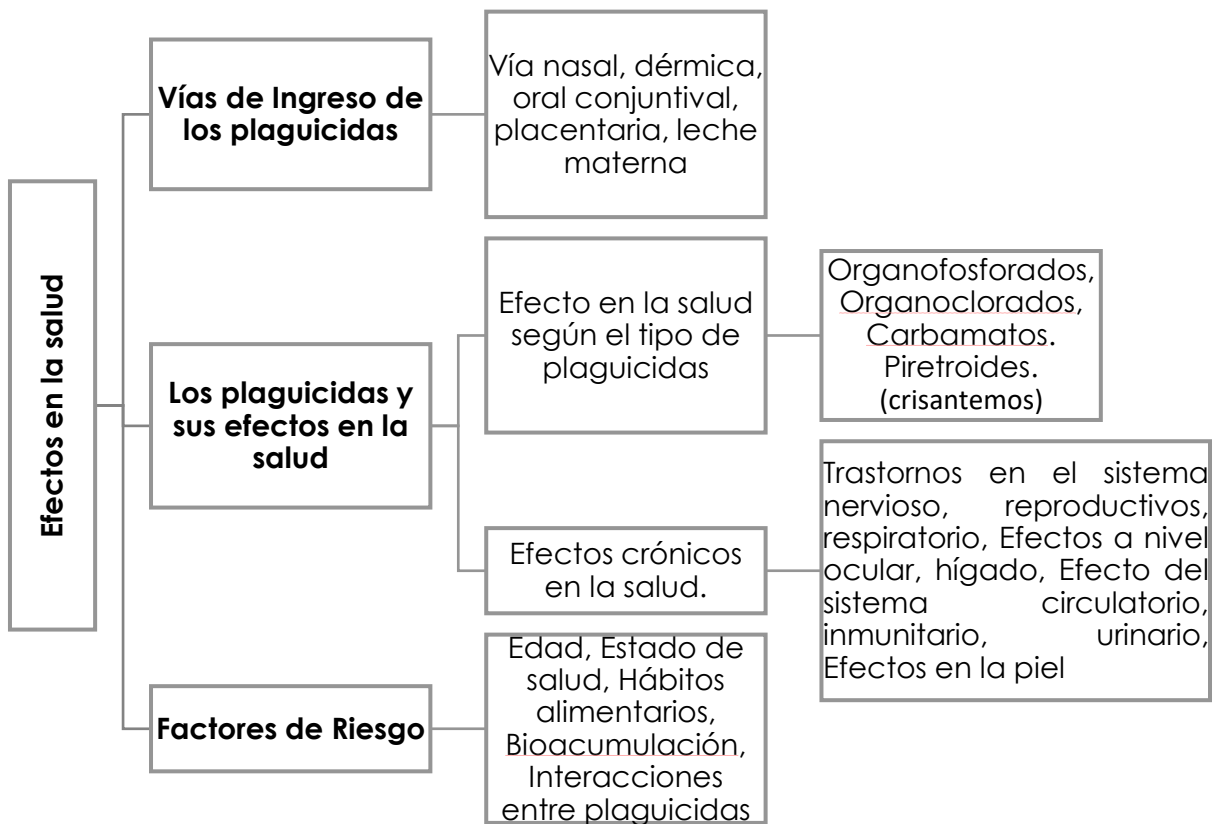 Efectos en la salud
Vías de Ingreso de
los plaguicidas
Vía nasal, dérmica,
oral conjuntival,
placentaria, leche
materna
Los plaguicidas y
sus efectos en la
salud
Efecto en la salud
según el tipo de
plaguicidas
Organofosforados,
Organoclorados,
Carbamatos.
Piretroides.
(crisantemos)
Efectos crónicos
en la salud.
Trastornos en el sistema
nervioso, reproductivos,
respiratorio, Efectos a nivel
ocular, hígado, Efecto del
sistema circulatorio,
inmunitario, urinario,
Efectos en la piel
Factores de Riesgo
Edad, Estado de
salud, Hábitos
alimentarios,
Bioacumulación,
Interacciones
entre plaguicidas